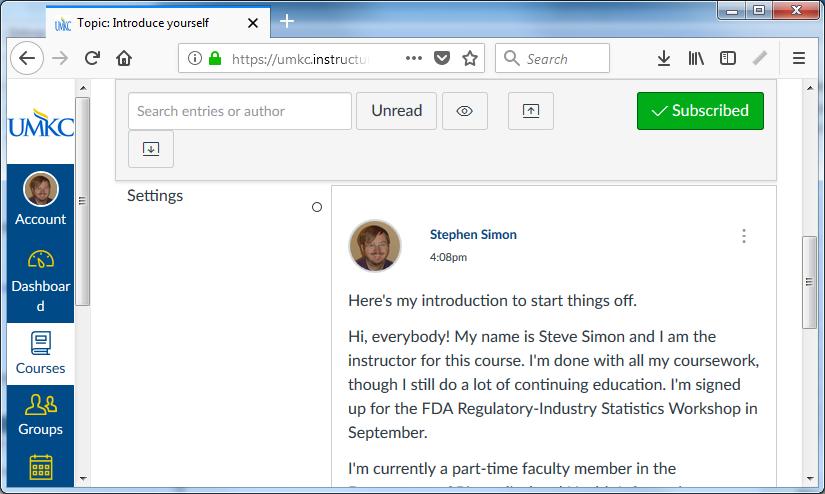 UMKC Topic: Introduce yourself
https://umkc.instructu
Search
UMKC
Account
Dashboar
d
Courses
Groups
Search entries or author
Unread
Subscribed
Settings
Stephen Simon
4:08pm
Here's my introduction to start things off.
Hi, everybody! My name is Steve Simon and I am the
instructor for this course. I'm done with all my coursework,
though I still do a lot of continuing education. I'm signed
up for the FDA Regulatory-Industry Statistics Workshop in
September.
I'm currently a part-time faculty member in the